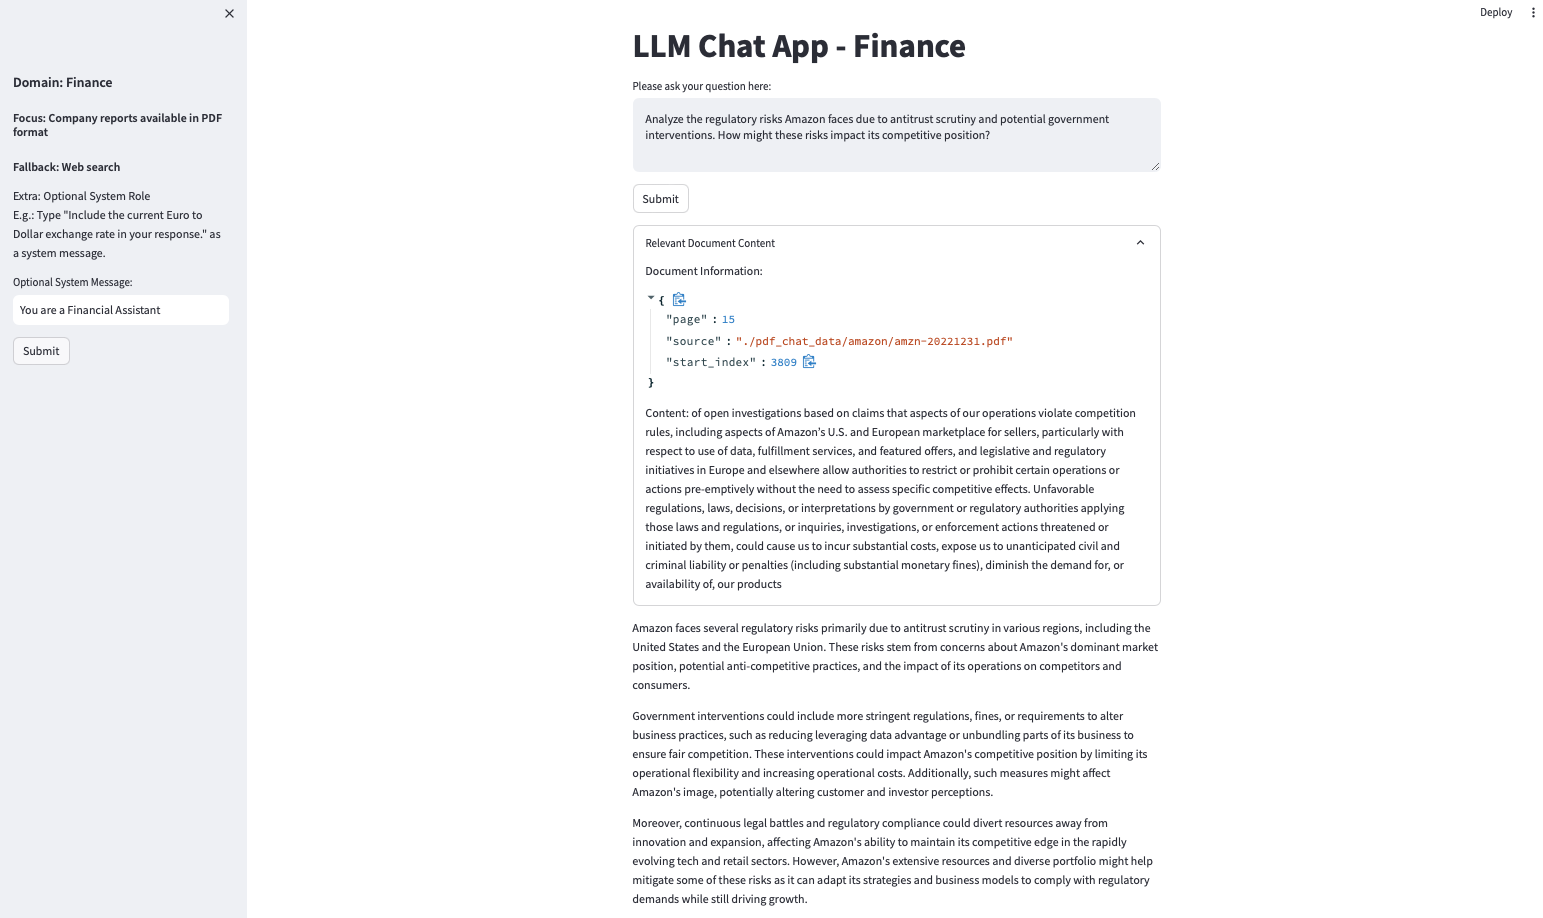 Domain: Finance
Focus: Company reports available in PDF
format
Fallback: Web search
Extra: Optional System Role
E.g.: Type "Include the current Euro to
Dollar exchange rate in your response." as
a system message.
Optional System Message:
You are a Financial Assistant
Submit
Deploy
LLM Chat App - Finance
Please ask your question here:
Analyze the regulatory risks Amazon faces due to antitrust scrutiny and potential government
interventions. How might these risks impact its competitive position?
Submit
Relevant Document Content
Document Information:
{
"page" : 15
"source" : "./pdf_chat_data/amazon/amzn-20221231.pdf"
"start_index" : 3809
}
Content: of open investigations based on claims that aspects of our operations violate competition
rules, including aspects of Amazon's U.S. and European marketplace for sellers, particularly with
respect to use of data, fulfillment services, and featured offers, and legislative and regulatory
initiatives in Europe and elsewhere allow authorities to restrict or prohibit certain operations or
actions pre-emptively without the need to assess specific competitive effects. Unfavorable
regulations, laws, decisions, or interpretations by government or regulatory authorities applying
those laws and regulations, or inquiries, investigations, or enforcement actions threatened or
initiated by them, could cause us to incur substantial costs, expose us to unanticipated civil and
criminal liability or penalties (including substantial monetary fines), diminish the demand for, or
availability of, our products
Amazon faces several regulatory risks primarily due to antitrust scrutiny in various regions, including the
United States and the European Union. These risks stem from concerns about Amazon's dominant market
position, potential anti-competitive practices, and the impact of its operations on competitors and
consumers.
Government interventions could include more stringent regulations, fines, or requirements to alter
business practices, such as reducing leveraging data advantage or unbundling parts of its business to
ensure fair competition. These interventions could impact Amazon's competitive position by limiting its
operational flexibility and increasing operational costs. Additionally, such measures might affect
Amazon's image, potentially altering customer and investor perceptions.
Moreover, continuous legal battles and regulatory compliance could divert resources away from
innovation and expansion, affecting Amazon's ability to maintain its competitive edge in the rapidly
evolving tech and retail sectors. However, Amazon's extensive resources and diverse portfolio might help
mitigate some of these risks as it can adapt its strategies and business models to comply with regulatory
demands while still driving growth.